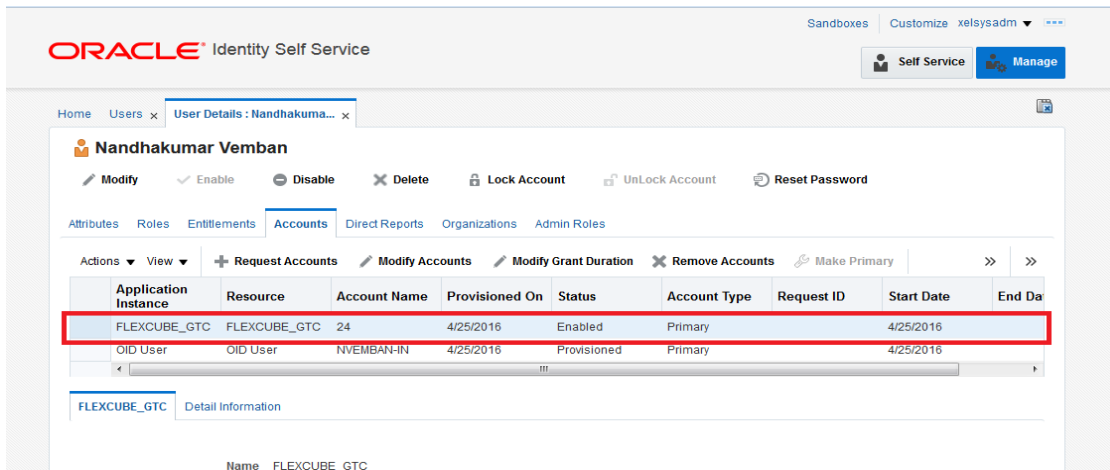 Sandboxes Customize xelsysadm
ORACLE Identity Self Service
Self Service Manage
Home Users User Details : Nandhakuma...
Nandhakumar Vemban
Modify Enable Disable Delete Lock Account UnLock Account Reset Password
Attributes Roles Entitlements Accounts Direct Reports Organizations Admin Roles
Actions View Request Accounts Modify Accounts Modify Grant Duration Remove Accounts Make Primary
Application Instance Resource Account Name Provisioned On Status Account Type Request ID Start Date End Da
FLEXCUBE_GTC FLEXCUBE_GTC 24 4/25/2016 Enabled Primary 4/25/2016
OID User OID User NVEMBAN-IN 4/25/2016 Provisioned Primary 4/25/2016
FLEXCUBE_GTC Detail Information
Name FLEXCUBE_GTC